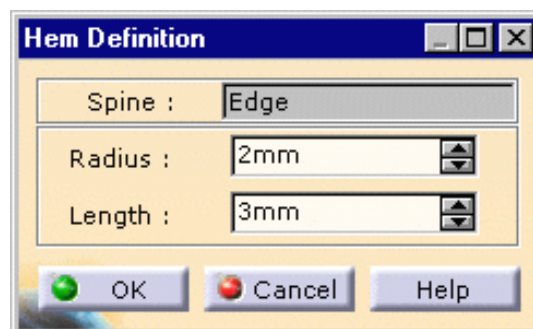 Hem Definition
Spine : Edge
Radius : 2mm
Length : 3mm
OK Cancel Help